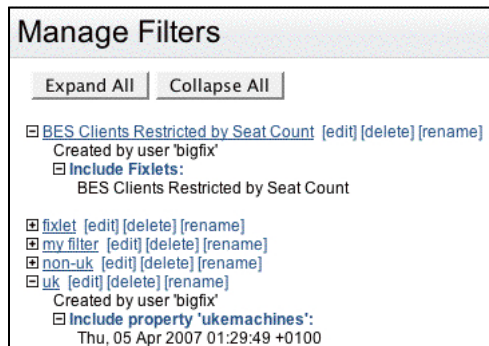 Manage Filters
Expand All Collapse All
BES Clients Restricted by Seat Count [edit] [delete] [rename]
Created by user 'bigfix'
Include Fixlets:
BES Clients Restricted by Seat Count
fixlet [edit] [delete] [rename]
my filter [edit] [delete] [rename]
non-uk [edit] [delete] [rename]
uk [edit] [delete] [rename]
Created by user 'bigfix'
Include property 'ukemachines':
Thu, 05 Apr 2007 01:29:49 +0100